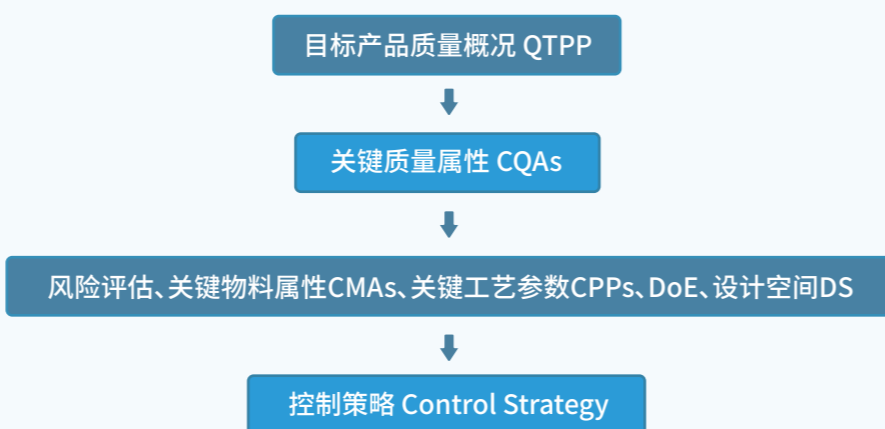 目标产品质量概况 QTPP
关键质量属性 CQAs
风险评估、关键物料属性CMAs、关键工艺参数CPPs、DoE、设计空间DS
控制策略 Control Strategy